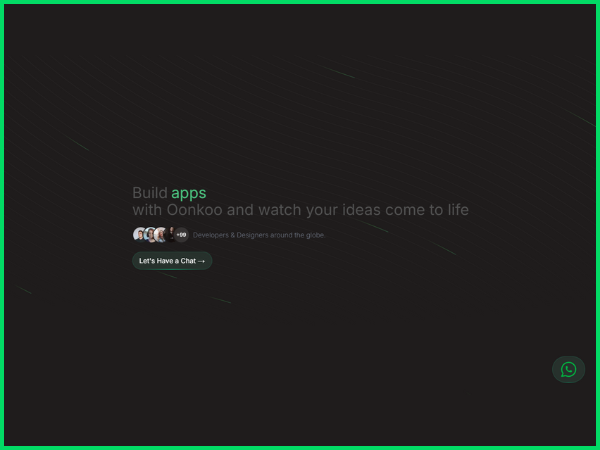 Build apps
with Oonkoo and watch your ideas come to life
+99 Developers & Designers around the globe.
Let's Have a Chat →